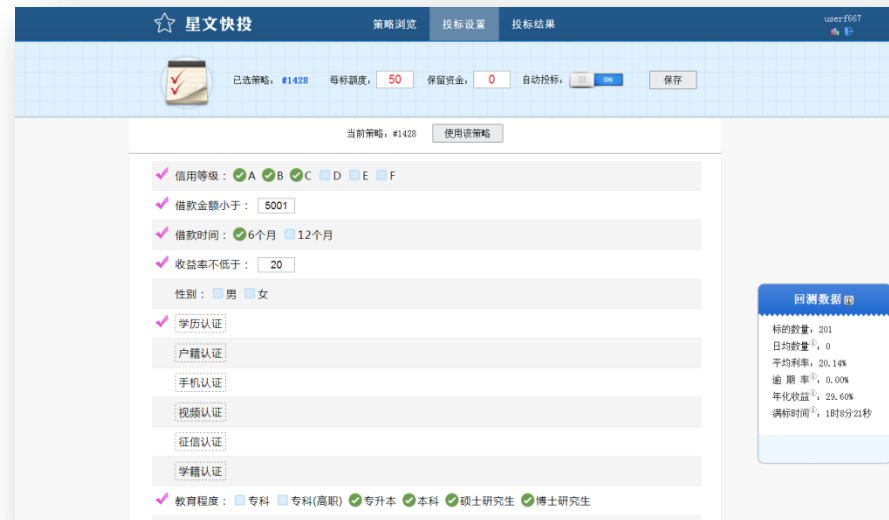 星文快投 策略浏览 投标设置 投标结果 userf667
已选策略: #1428 每标额度: 50 保留资金: 0 自动投标: ON 保存
当前策略: #1428 使用该策略
信用等级: A B C D E F
借款金额小于: 5001
借款时间: 6个月 12个月
收益率不低于: 20
性别: 男 女
学历认证
户籍认证
手机认证
视频认证
征信认证
学籍认证
教育程度: 专科 专科(高职) 专升本 本科 硕士研究生 博士研究生
回测数据
标的数量: 201
日均数量: 0
平均利率: 20.14%
逾 期 率: 0.00%
年化收益: 29.60%
满标时间: 1时8分21秒